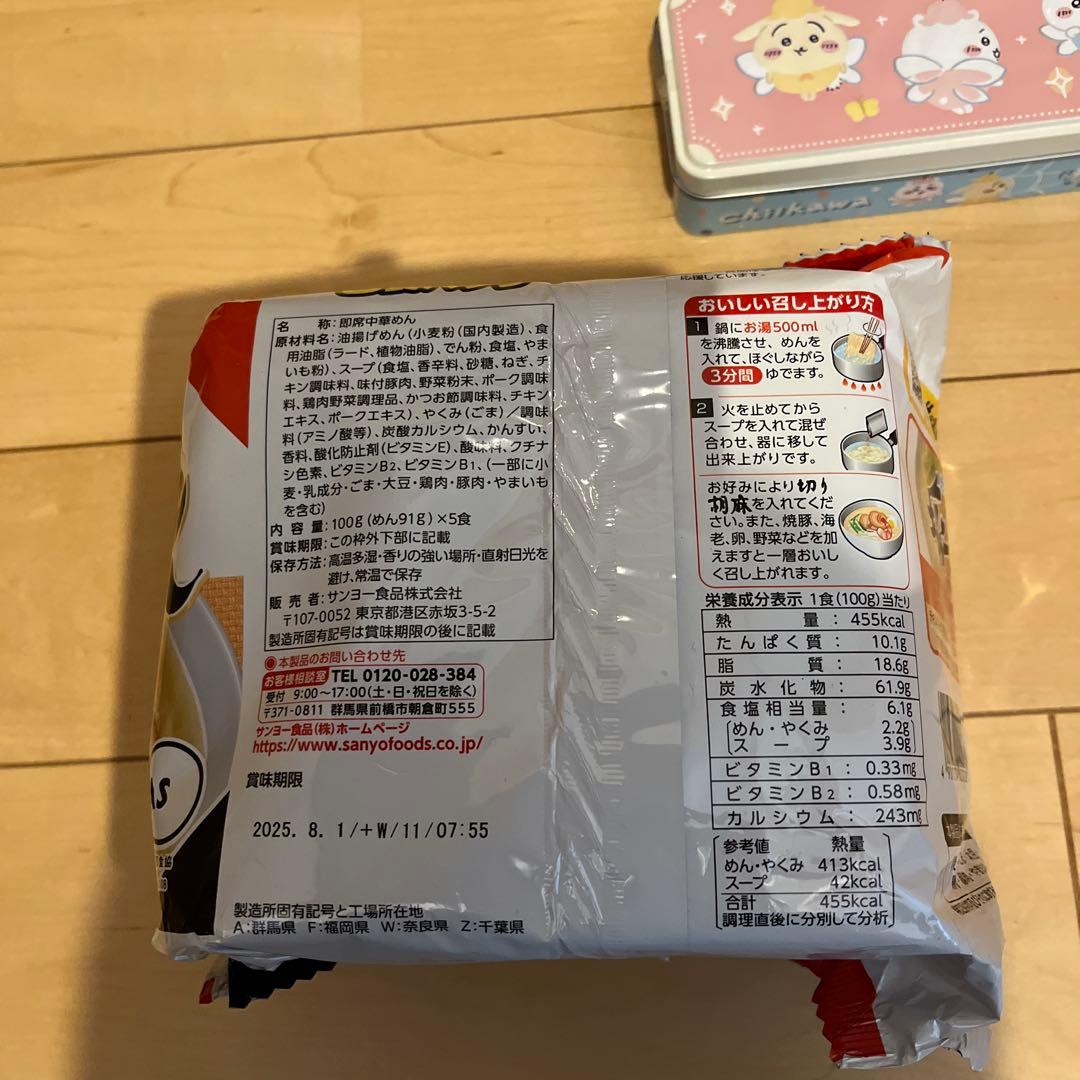 chiikawa
応援しています。
名　　称:即席中華めん
原材料名:油揚げめん(小麦粉(国内製造)、食
用油脂(ラード、植物油脂)、でん粉、食塩、や
まいも粉)、スープ(食塩、香辛料、砂糖、ねぎ、チ
キン調味料、味付豚肉、野菜粉末、ポーク調味
料、鶏肉野菜調理品、かつお節調味料、チキン
エキス、ポークエキス)、やくみ(ごま)/調味
料(アミノ酸等)、炭酸カルシウム、かんすい、
香料、酸化防止剤(ビタミンE)、酸味料、クチナ
シ色素、ビタミンB2、ビタミンB1、(一部に小
麦・乳成分・ごま・大豆・鶏肉・豚肉・やまいも
を含む)
内 容 量:100g(めん91g)×5食
賞味期限:この枠外下部に記載
保存方法:高温多湿・香りの強い場所・直射日光を
避け、常温で保存
販 売 者:サンヨー食品株式会社
〒107-0052 東京都港区赤坂3-5-2
製造所固有記号は賞味期限の後に記載
●本製品のお問い合わせ先
お客様相談室 TEL 0120-028-384
受付 9:00〜17:00(土・日・祝日を除く)
〒371-0811 群馬県前橋市朝倉町555
サンヨー食品(株)ホームページ
https://www.sanyofoods.co.jp/
賞味期限
2025. 8. 1/+W/11/07:55
製造所固有記号と工場所在地
A:群馬県 F:福岡県 W:奈良県 Z:千葉県
おいしい召し上がり方
1 鍋にお湯500ml
を沸騰させ、めんを
入れて、ほぐしながら
3分間 ゆでます。
2 火を止めてから
スープを入れて混ぜ
合わせ、器に移して
出来上がりです。
お好みにより切り
胡麻を入れてくだ
さい。また、焼豚、海
老、卵、野菜などを加
えますと一層おいし
く召し上がれます。
栄養成分表示 1食(100g)当たり
熱量:455kcal
たんぱく質:10.1g
脂質:18.6g
炭水化物:61.9g
食塩相当量:6.1g
めん・やくみ 2.2g
スープ 3.9g
ビタミンB1:0.33mg
ビタミンB2:0.58mg
カルシウム:243mg
参考値 熱量
めん・やくみ 413kcal
スープ 42kcal
合計 455kcal
調理直後に分別して分析